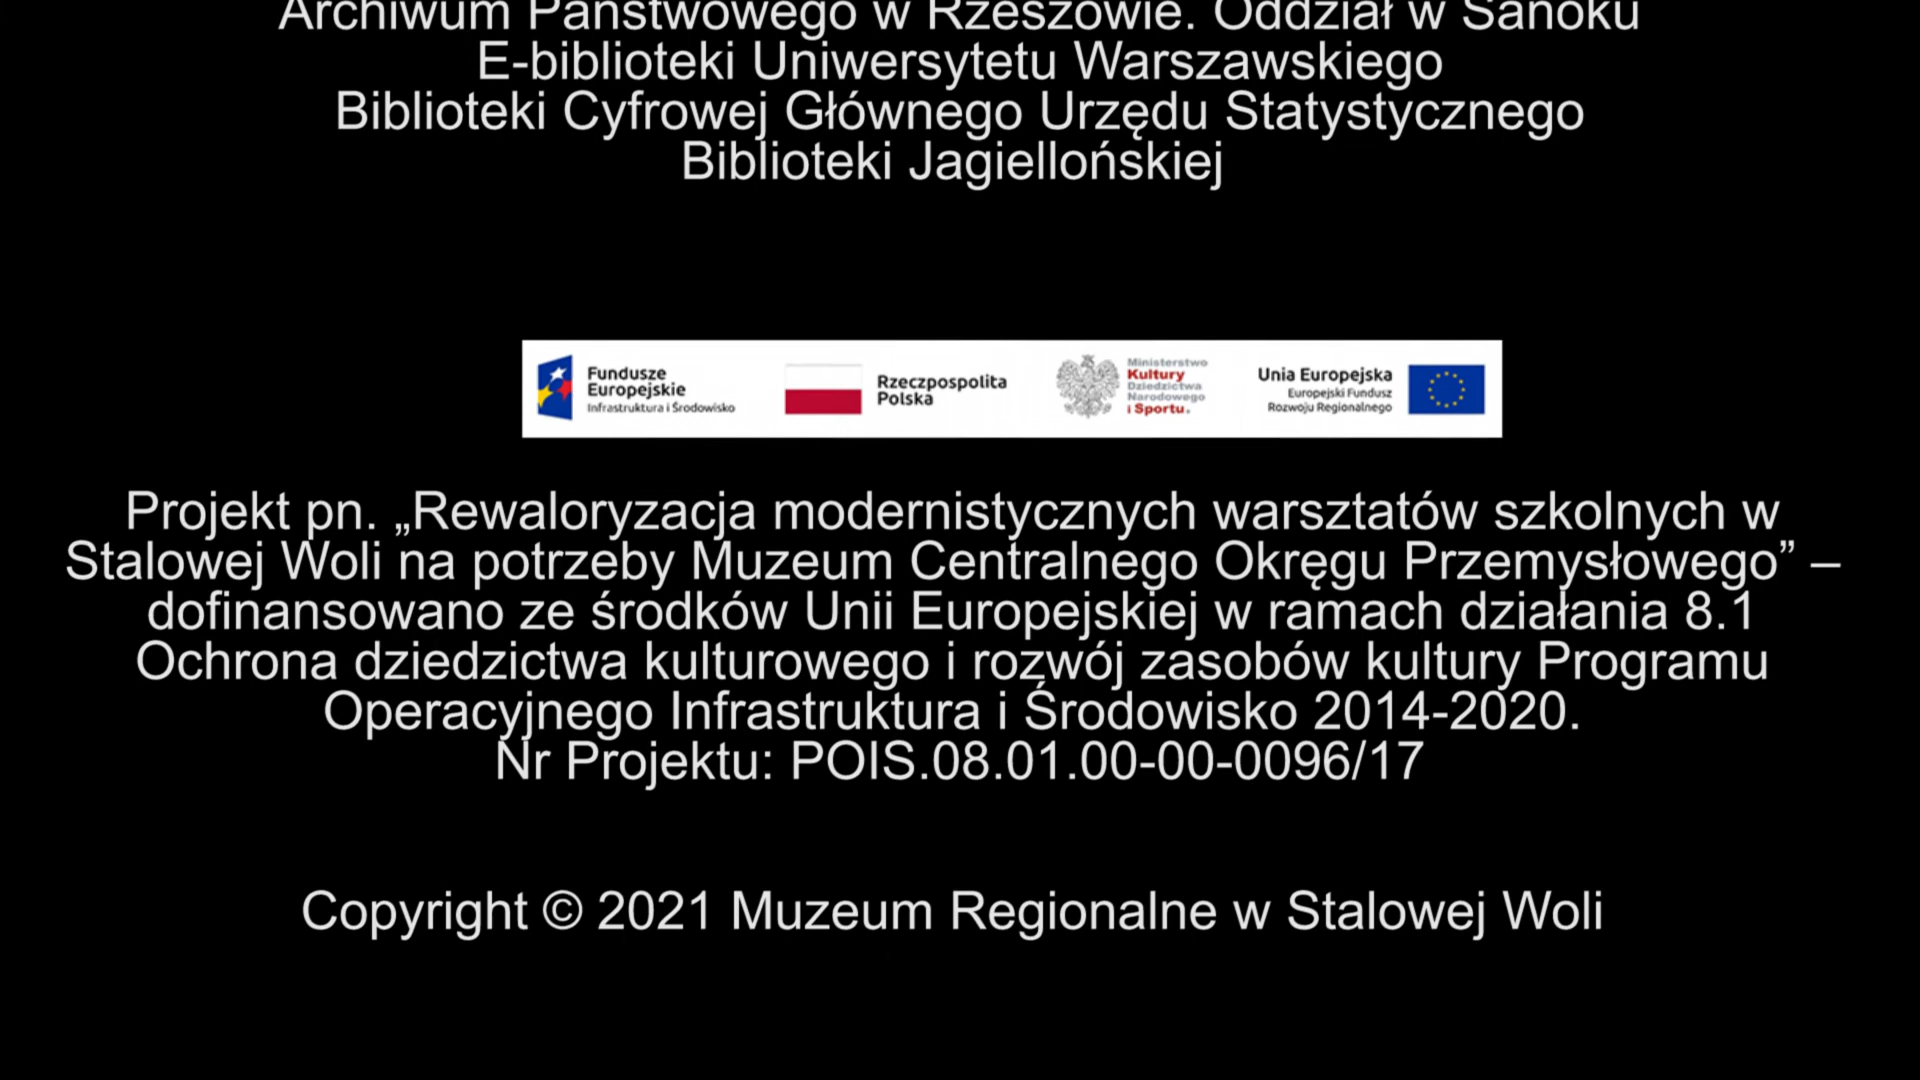 Archiwum Państwowego w Rzeszowie. Oddział w Sanoku
E-biblioteki Uniwersytetu Warszawskiego
Biblioteki Cyfrowej Głównego Urzędu Statystycznego
Biblioteki Jagiellońskiej
Fundusze
Europejskie
Infrastruktura i Środowisko
Rzeczpospolita
Polska
Ministerstwo
Kultury
Dziedzictwa
Narodowego
i Sportu.
Unia Europejska
Europejski Fundusz
Rozwoju Regionalnego
Projekt pn. „Rewaloryzacja modernistycznych warsztatów szkolnych w
Stalowej Woli na potrzeby Muzeum Centralnego Okręgu Przemysłowego” –
dofinansowano ze środków Unii Europejskiej w ramach działania 8.1
Ochrona dziedzictwa kulturowego i rozwój zasobów kultury Programu
Operacyjnego Infrastruktura i Środowisko 2014-2020.
Nr Projektu: POIS.08.01.00-00-0096/17
Copyright © 2021 Muzeum Regionalne w Stalowej Woli